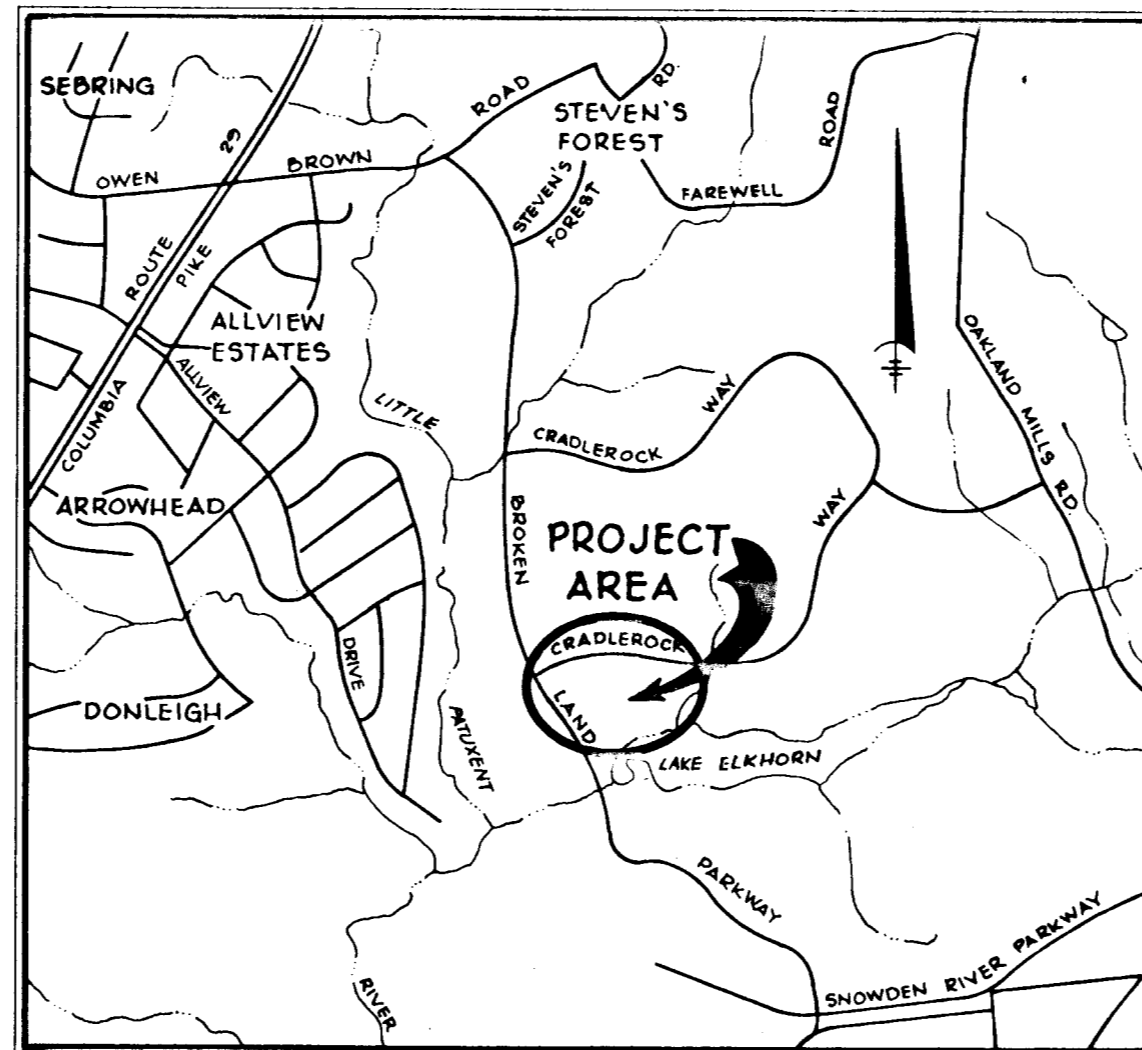 SEBRING
ROAD
RD.
STEVEN'S
FOREST
ROAD
29
OWEN
BROWN
STEVEN'S
FOREST
FAREWELL
ROUTE
PIKE
ALLVIEW
ESTATES
ALLVIEW
COLUMBIA
LITTLE
WAY
OAKLAND MILLS RD.
CRADLEROCK
ARROWHEAD
BROKEN
WAY
PROJECT
AREA
CRADLEROCK
DRIVE
LAND
DONLEIGH
PATUXENT
LAKE ELKHORN
PARKWAY
SNOWDEN RIVER PARKWAY
RIVER